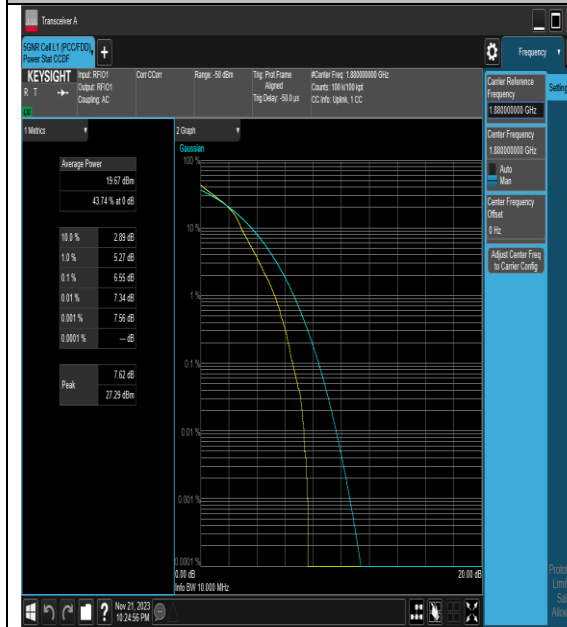 Transceiver A
5GNR Cell L1 (PCC/FDD),
Power Stat CCDF
Frequency
KEYSIGHT
R T
Input: RFIO1
Output: RFIO1
Coupling: AC
Corr CCorr
Range: -50 dBm
Trig: Prot Frame
Aligned
Trig Delay: -50.0 µs
#Center Freq: 1.880000000 GHz
Counts: 100 k/100 kpt
CC Info: Uplink, 1 CC
Carrier Reference
Frequency
1.880000000 GHz
Center Frequency
1.880000000 GHz
Auto
Man
Center Frequency
Offset
0 Hz
Adjust Center Freq
to Carrier Config
1 Metrics
Average Power
19.67 dBm
43.74 % at 0 dB
10.0 % 2.89 dB
1.0 % 5.27 dB
0.1 % 6.55 dB
0.01 % 7.34 dB
0.001 % 7.56 dB
0.0001 % --- dB
Peak
7.62 dB
27.29 dBm
2 Graph
Gaussian
100 %
10 %
1 %
0.1 %
0.01 %
0.001 %
0.0001 %
0.00 dB
20.00 dB
Info BW 10.000 MHz
Nov 21, 2023
10:24:56 PM